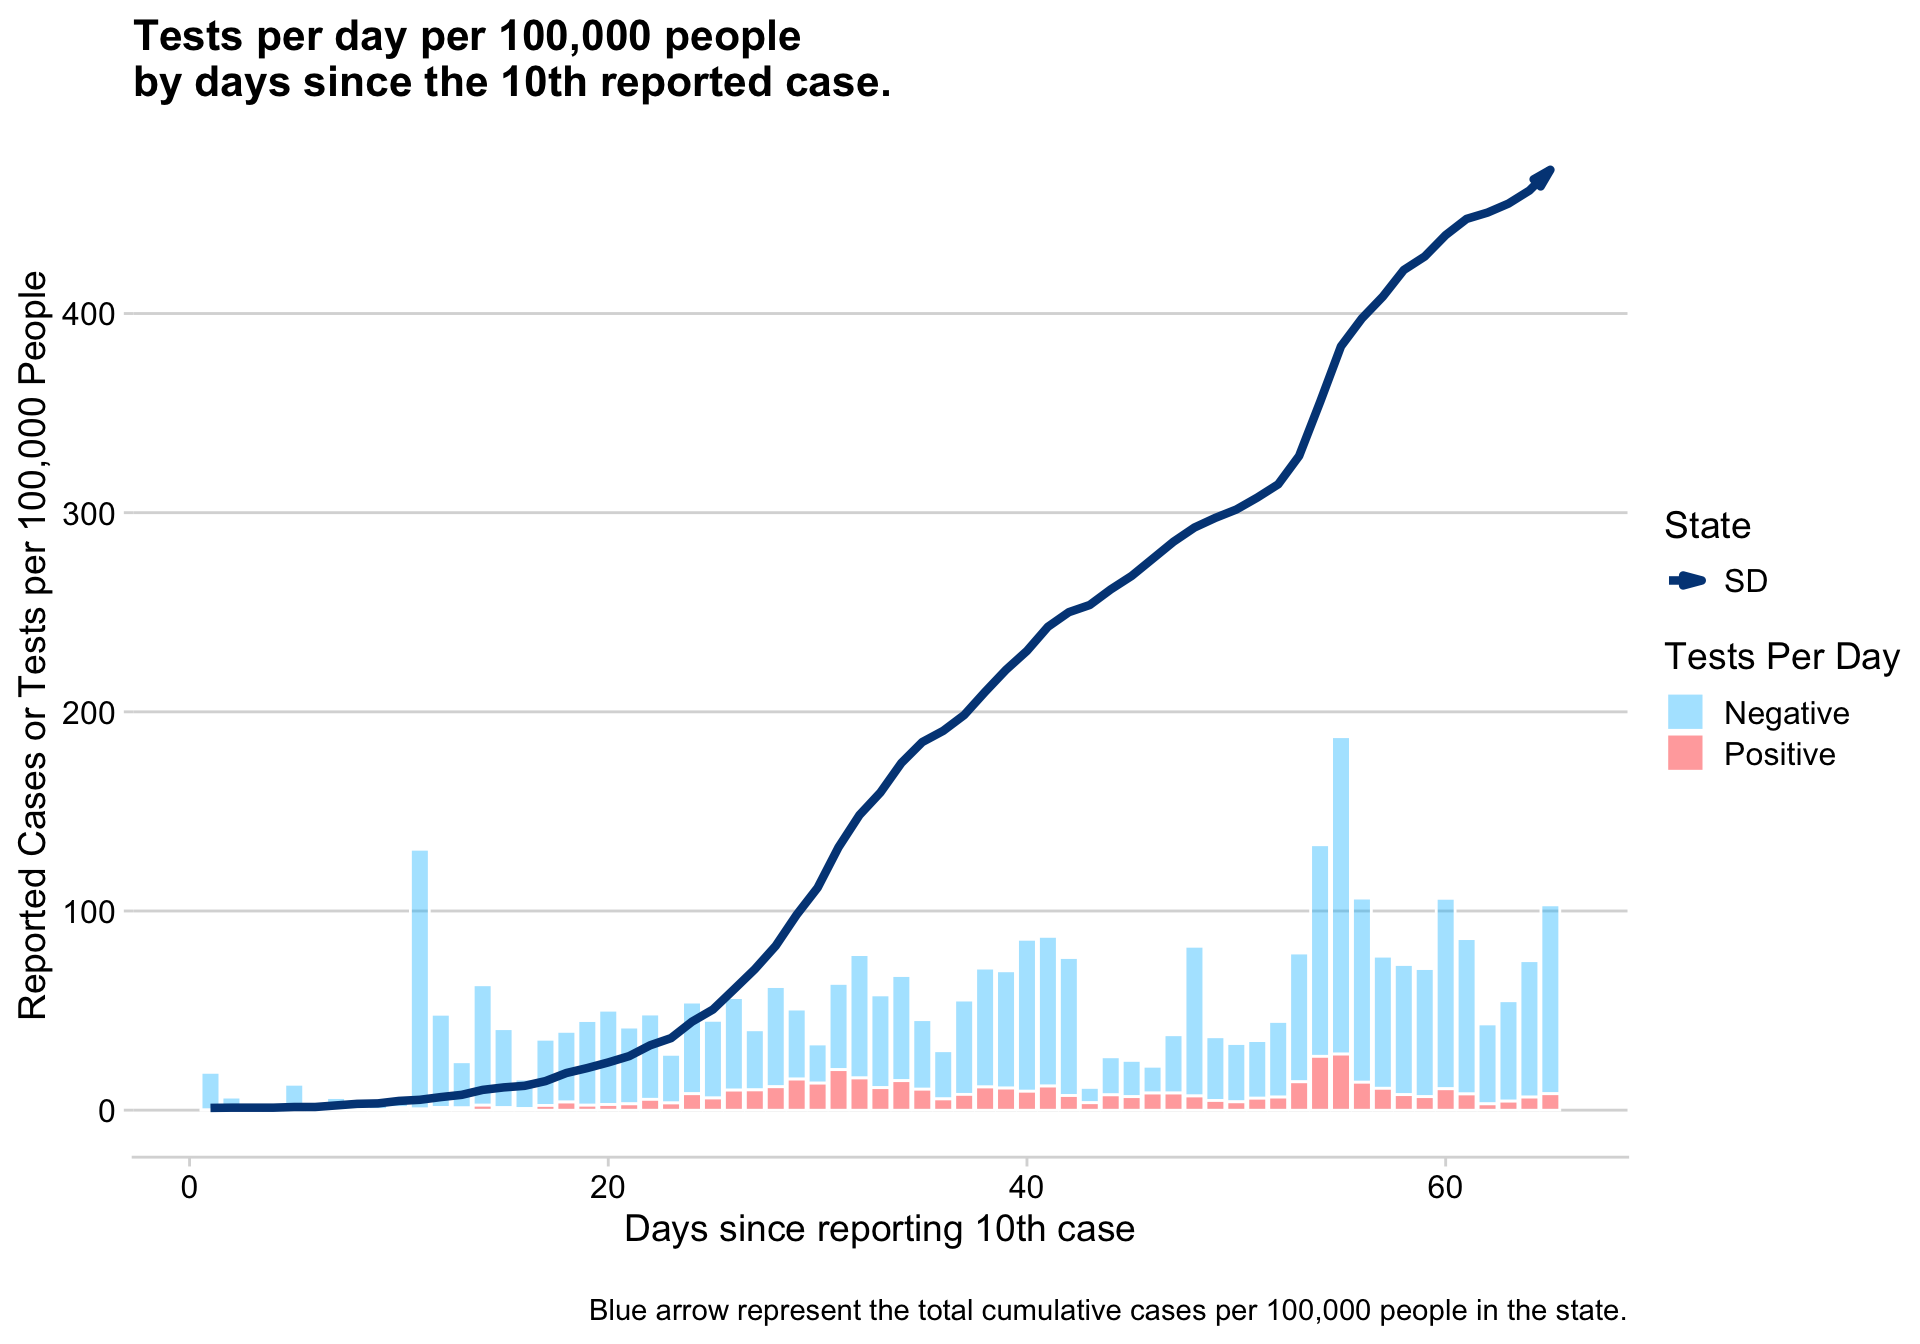 Tests per day per 100,000 people
by days since the 10th reported case.
Reported Cases or Tests per 100,000 People
400
300
200
100
0
0
20
40
60
Days since reporting 10th case
State
SD
Tests Per Day
Negative
Positive
Blue arrow represent the total cumulative cases per 100,000 people in the state.